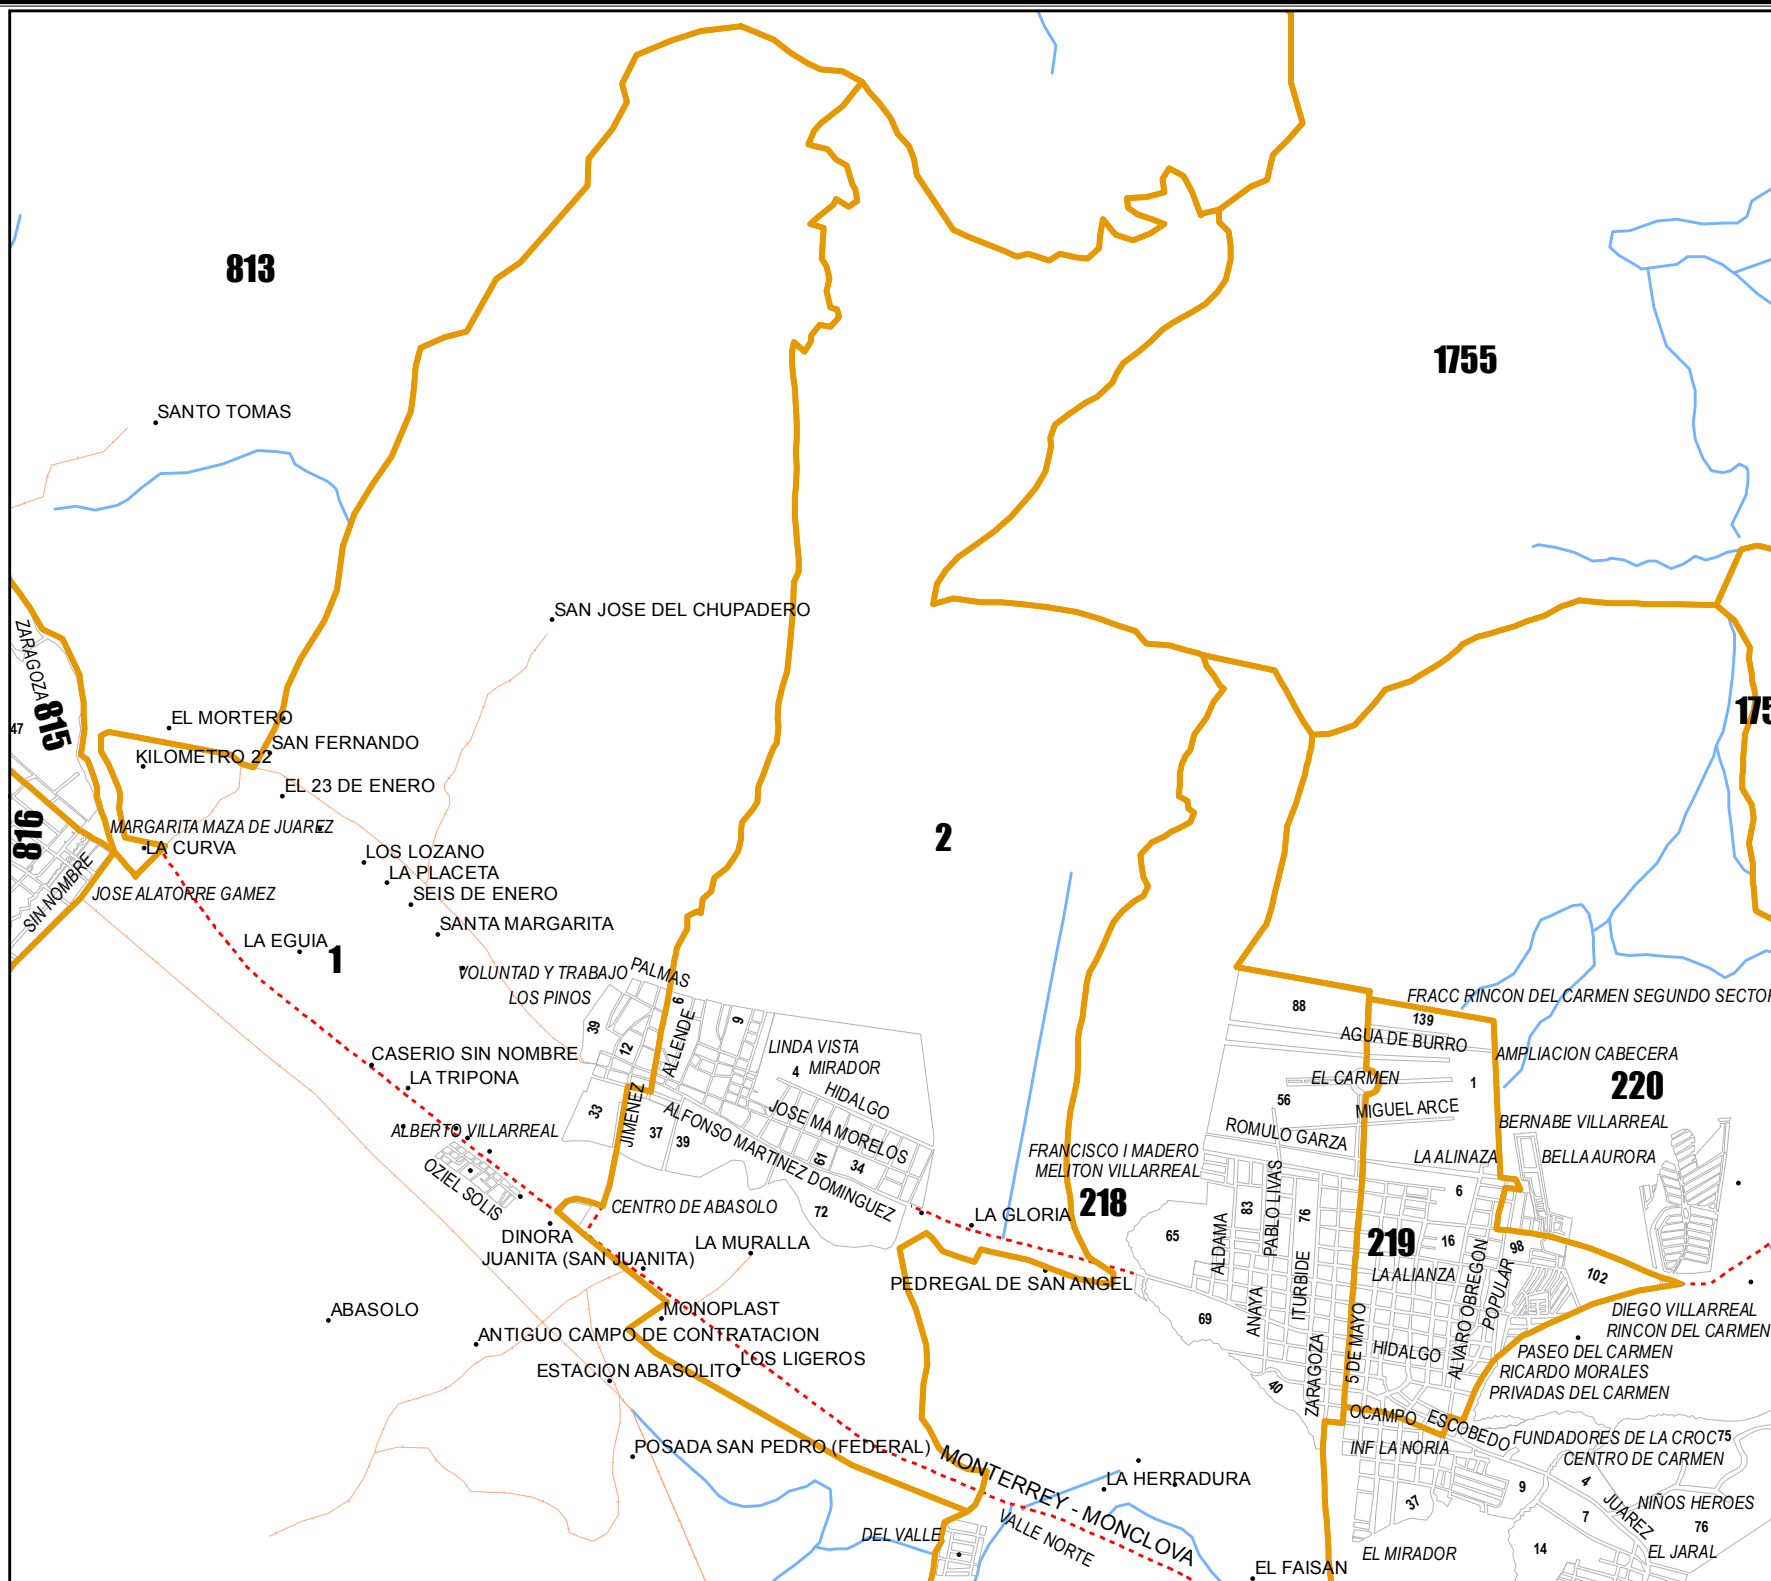 813
1755
SANTO TOMAS
SAN JOSE DEL CHUPADERO
ZARAGOZA
815
47
EL MORTERO
SAN FERNANDO
KILOMETRO 22
EL 23 DE ENERO
175
816
MARGARITA MAZA DE JUAREZ
LA CURVA
2
LOS LOZANO
LA PLACETA
SEIS DE ENERO
JOSE ALATORRE GAMEZ
SIN NOMBRE
SANTA MARGARITA
LA EGUIA
1
VOLUNTAD Y TRABAJO
PALMAS
LOS PINOS
6
9
39
12
ALLENDE
LINDA VISTA
4
MIRADOR
HIDALGO
FRACC RINCON DEL CARMEN SEGUNDO SECTOR
88
139
AGUA DE BURRO
AMPLIACION CABECERA
220
CASERIO SIN NOMBRE
LA TRIPONA
EL CARMEN
1
56
MIGUEL ARCE
JOSE MA MORELOS
33
JIMENEZ
37
39
ALFONSO MARTINEZ DOMINGUEZ
61
34
ALBERTO VILLARREAL
OZIEL SOLIS
ROMULO GARZA
BERNABE VILLARREAL
FRANCISCO I MADERO
MELITON VILLARREAL
LA ALINAZA
BELLA AURORA
218
6
83
PABLO LIVAS
76
CENTRO DE ABASOLO
72
LA GLORIA
DINORA
JUANITA (SAN JUANITA)
LA MURALLA
65
ALDAMA
219
16
98
LA ALIANZA
102
PEDREGAL DE SAN ANGEL
ITURBIDE
ALVARO OBREGON
POPULAR
ABASOLO
MONOPLAST
ANTIGUO CAMPO DE CONTRATACION
LOS LIGEROS
ESTACION ABASOLITO
69
ANAYA
DIEGO VILLARREAL
RINCON DEL CARMEN
PASEO DEL CARMEN
RICARDO MORALES
PRIVADAS DEL CARMEN
HIDALGO
5 DE MAYO
ZARAGOZA
40
OCAMPO
ESCOBEDO
INF LA NORIA
FUNDADORES DE LA CROC
75
CENTRO DE CARMEN
POSADA SAN PEDRO (FEDERAL)
MONTERREY - MONCLOVA
LA HERRADURA
37
9
4
7
JUAREZ
NIÑOS HEROES
76
DEL VALLE
VALLE NORTE
EL MIRADOR
14
EL JARAL
EL FAISAN